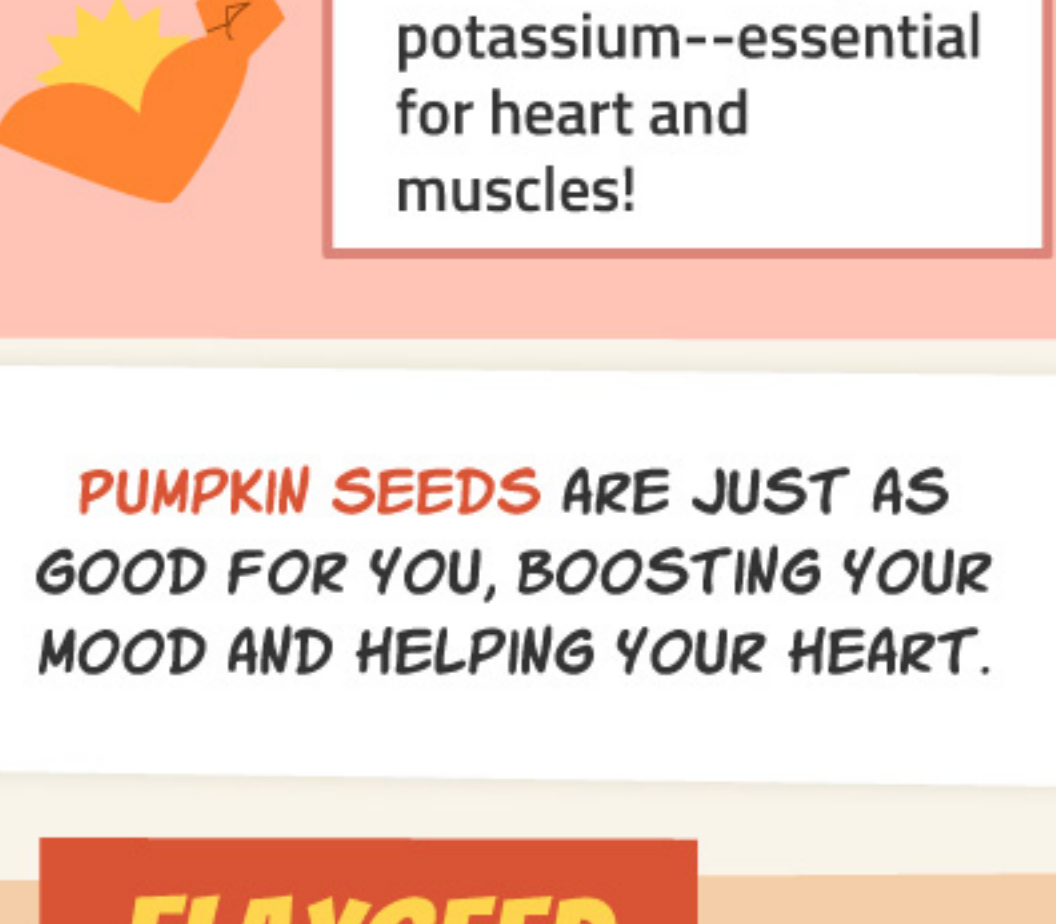 potassium--essential
for heart and
muscles!
PUMPKIN SEEDS ARE JUST AS
GOOD FOR YOU, BOOSTING YOUR
MOOD AND HELPING YOUR HEART.
FLAXSEED